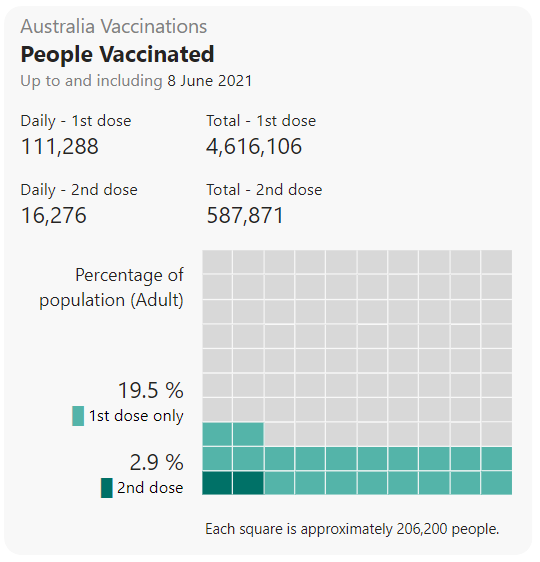 Australia Vaccinations
People Vaccinated
Up to and including 8 June 2021
Daily - 1st dose
111,288
Total - 1st dose
4,616,106
Daily - 2nd dose
16,276
Total - 2nd dose
587,871
Percentage of
population (Adult)
19.5 %
1st dose only
2.9 %
2nd dose
Each square is approximately 206,200 people.